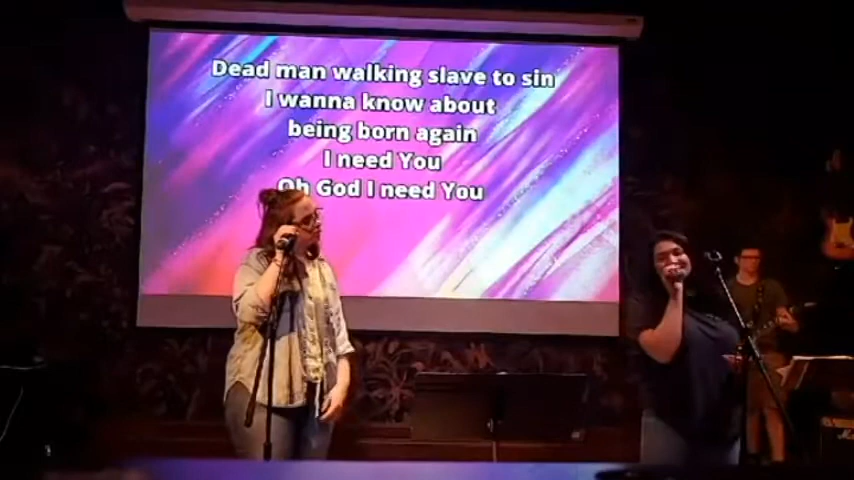 Dead man walking slave to sin
I wanna know about
being born again
I need You
Oh God I need You